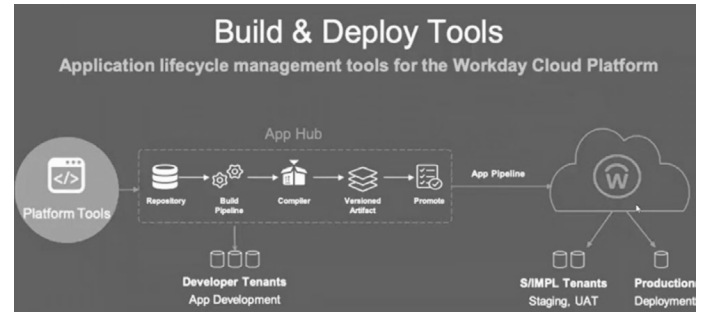 Build & Deploy Tools
Application lifecycle management tools for the Workday Cloud Platform
App Hub
</>
Platform Tools
Repository
Build
Pipeline
Compiler
Versioned
Artifact
Promote
App Pipeline
W
Developer Tenants
App Development
S/IMPL Tenants
Staging, UAT
Production
Deployment